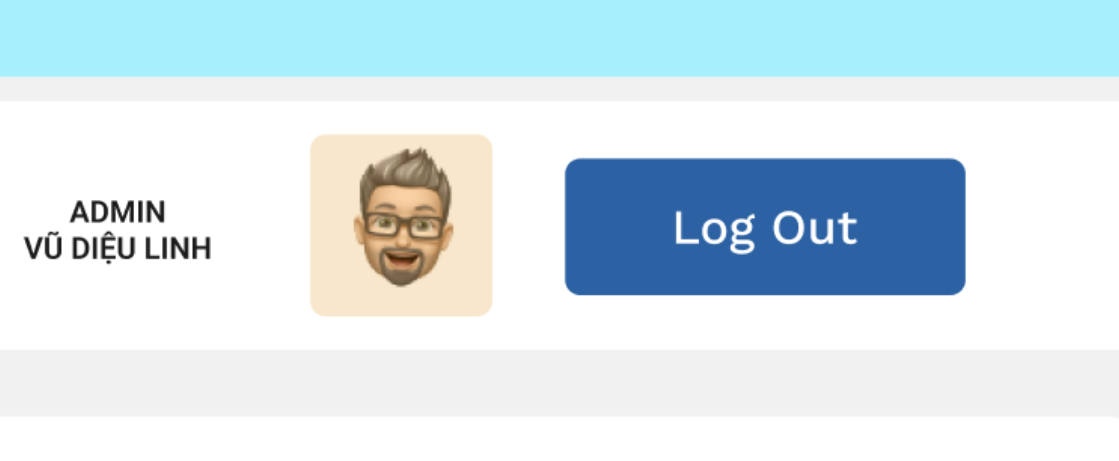 ADMIN
VŨ DIỆU LINH
Log Out